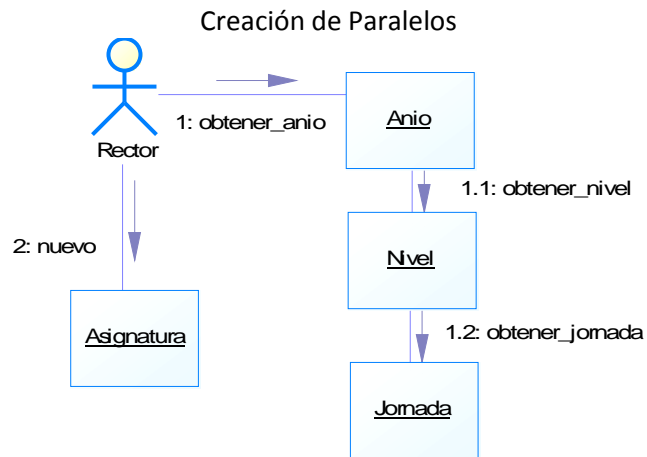 Creación de Paralelos
1: obtener_anio
Anio
Rector
1.1: obtener_nivel
2: nuevo
Nivel
Asignatura
1.2: obtener_jornada
Jornada